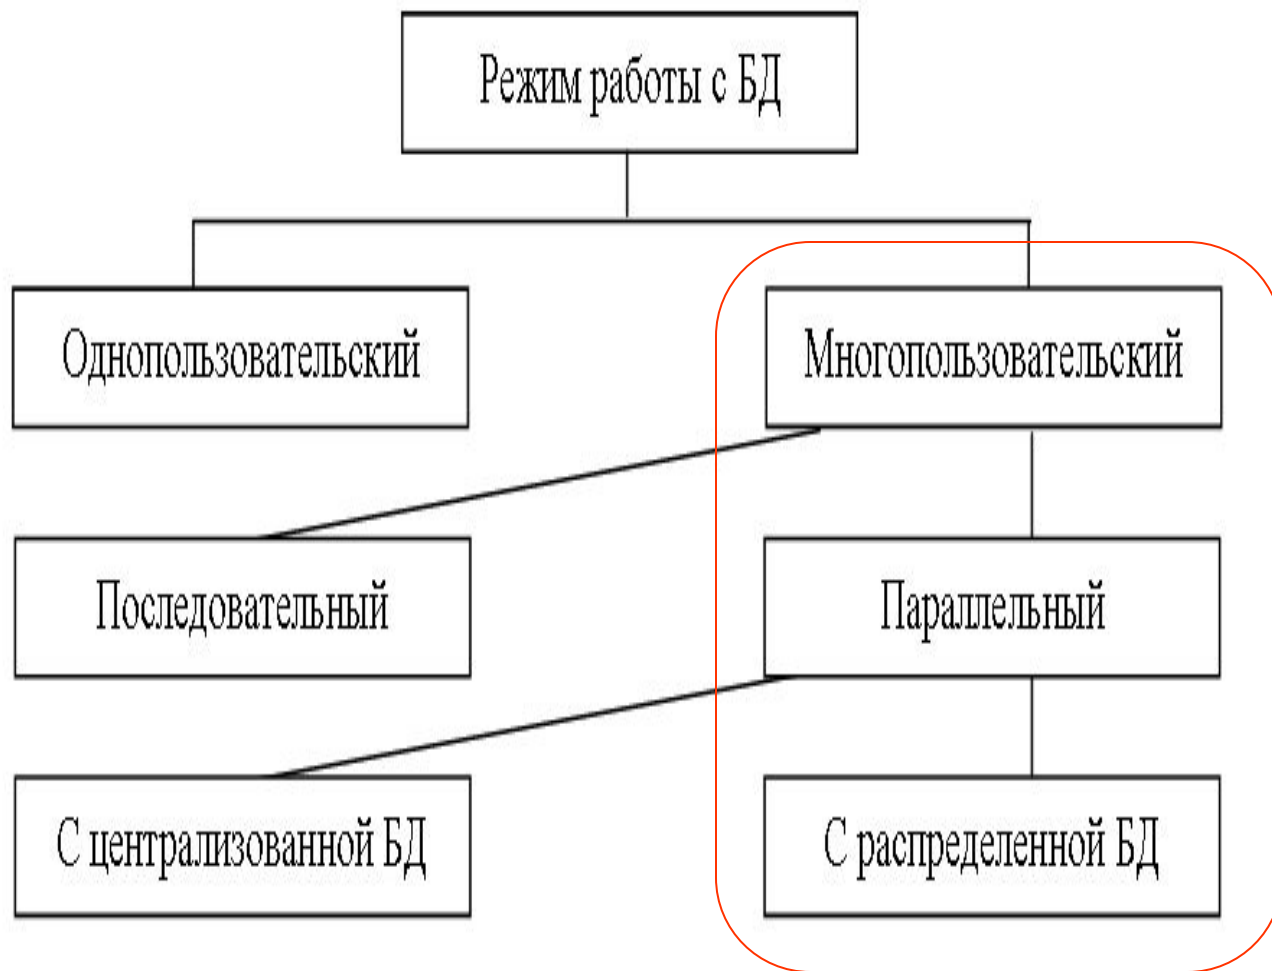 Режим работы с БД
Однопользовательский
Многопользовательский
Последовательный
Параллельный
С централизованной БД
С распределенной БД